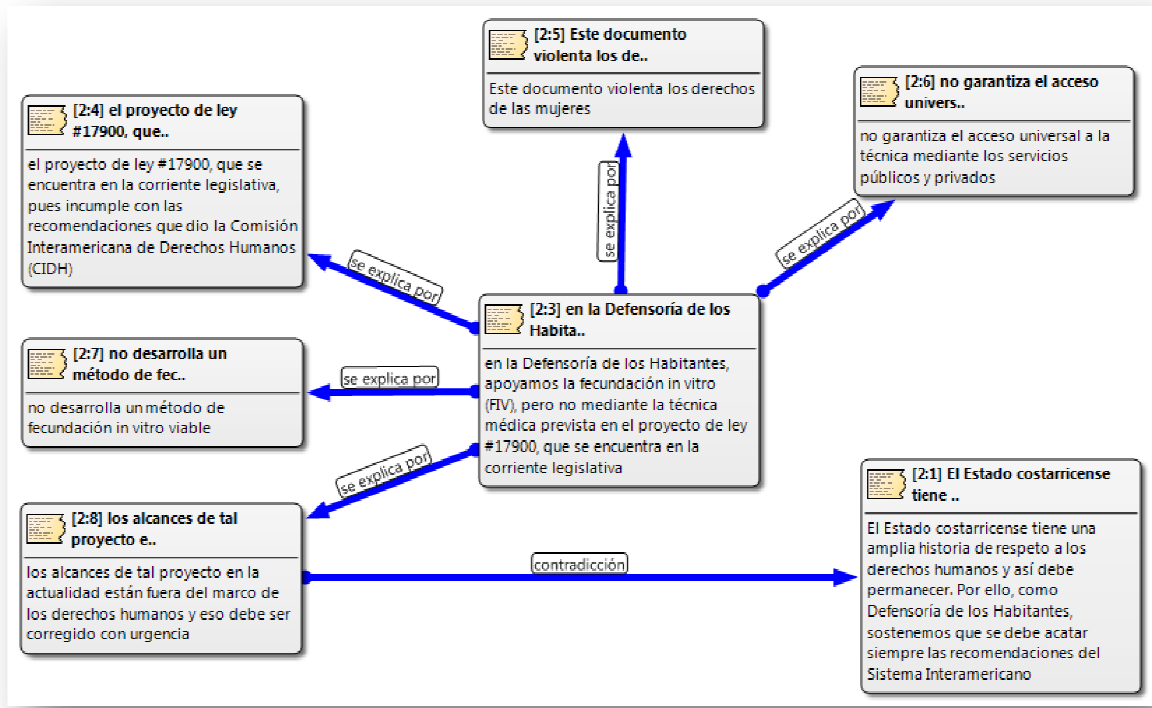 [2:5] Este documento
violenta los de..
Este documento violenta los derechos
de las mujeres
[2:6] no garantiza el acceso
univers..
no garantiza el acceso universal a la
técnica mediante los servicios
públicos y privados
[2:4] el proyecto de ley
#17900, que..
el proyecto de ley #17900, que se
encuentra en la corriente legislativa,
pues incumple con las
recomendaciones que dio la Comisión
Interamericana de Derechos Humanos
(CIDH)
se explica por
se explica por
se explica por
[2:3] en la Defensoría de los
Habita..
en la Defensoría de los Habitantes,
apoyamos la fecundación in vitro
(FIV), pero no mediante la técnica
médica prevista en el proyecto de ley
#17900, que se encuentra en la
corriente legislativa
[2:7] no desarrolla un
método de fec..
no desarrolla un método de
fecundación in vitro viable
se explica por
se explica por
[2:8] los alcances de tal
proyecto e..
los alcances de tal proyecto en la
actualidad están fuera del marco de
los derechos humanos y eso debe ser
corregido con urgencia
contradicción
[2:1] El Estado costarricense
tiene ..
El Estado costarricense tiene una
amplia historia de respeto a los
derechos humanos y así debe
permanecer. Por ello, como
Defensoría de los Habitantes,
sostenemos que se debe acatar
siempre las recomendaciones del
Sistema Interamericano